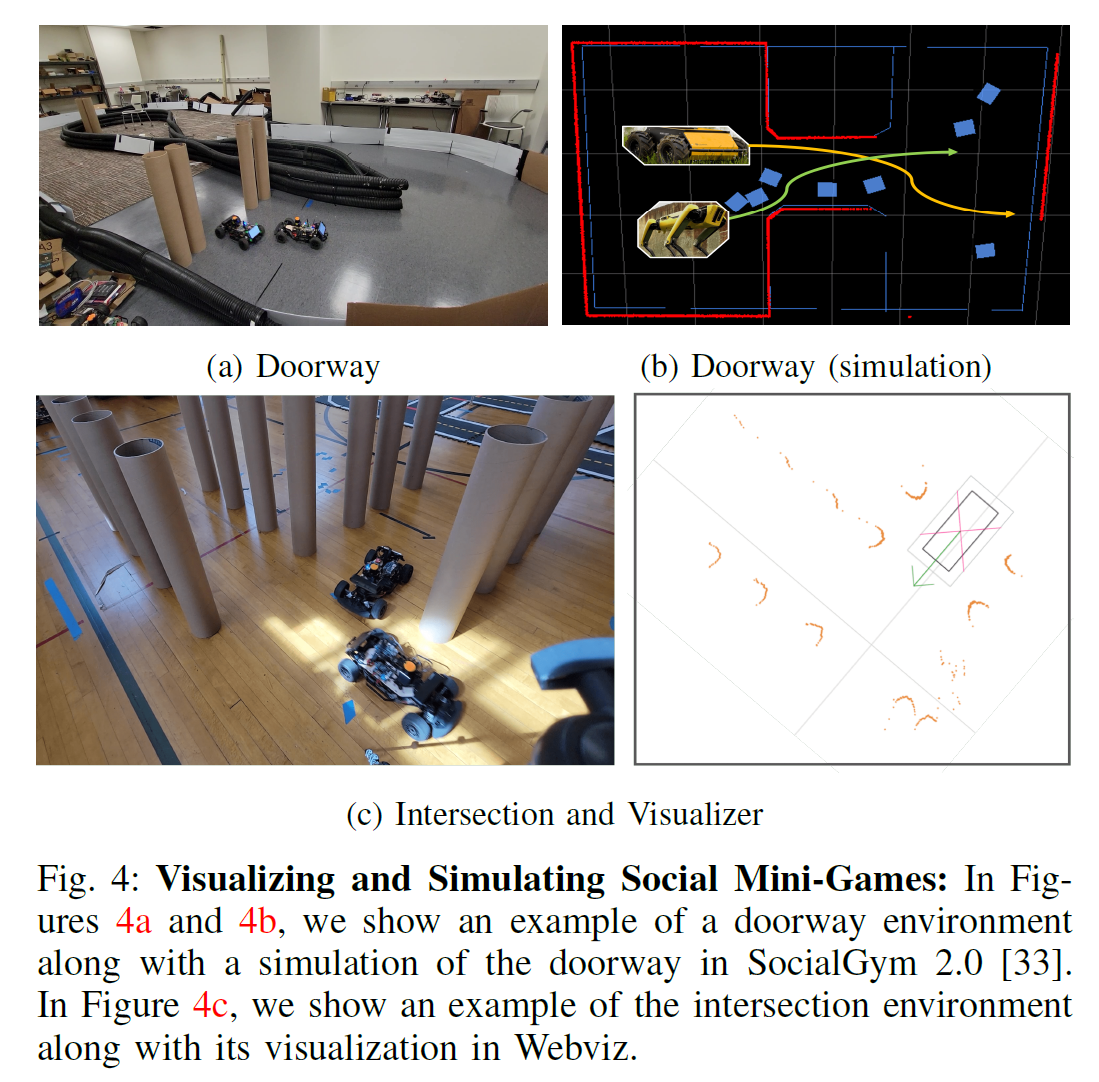 (a) Doorway
(b) Doorway (simulation)
(c) Intersection and Visualizer
Fig. 4: Visualizing and Simulating Social Mini-Games: In Fig-
ures 4a and 4b, we show an example of a doorway environment
along with a simulation of the doorway in SocialGym 2.0 [33].
In Figure 4c, we show an example of the intersection environment
along with its visualization in Webviz.